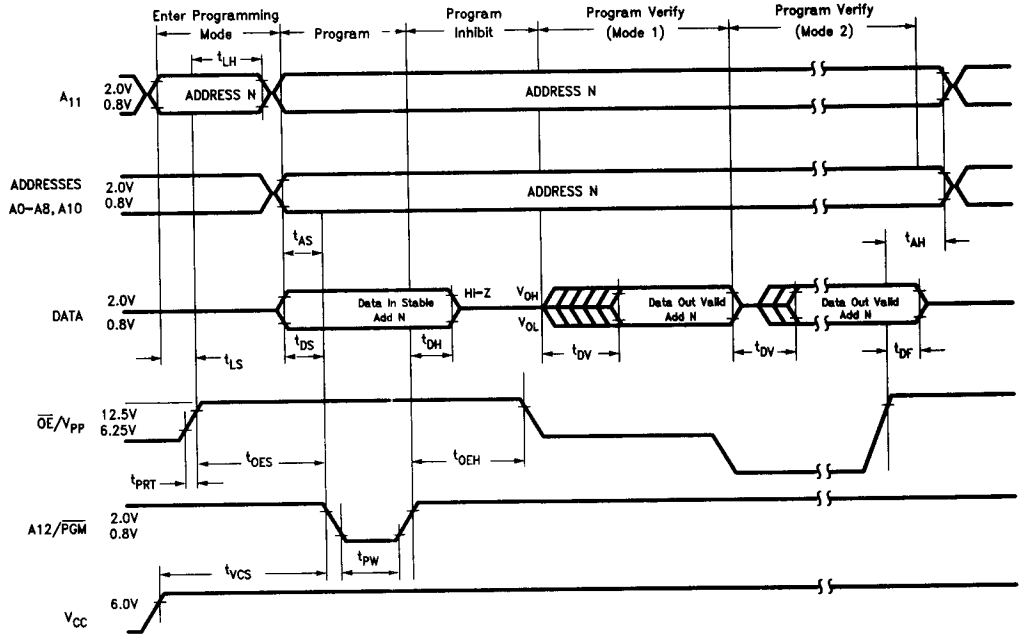 Enter Programming Mode
Program
Program Inhibit
Program Verify (Mode 1)
Program Verify (Mode 2)
tLH
A11
2.0V
0.8V
ADDRESS N
ADDRESS N
ADDRESSES
A0–A8, A10
2.0V
0.8V
ADDRESS N
tAS
tAH
DATA
2.0V
0.8V
Data In Stable
Add N
HI-Z
VOH
VOL
Data Out Valid
Add N
Data Out Valid
Add N
tLS
tDS
tDH
tDV
tDV
tDF
OE/VPP
12.5V
6.25V
tPRT
tOES
tOEH
A12/PGM
2.0V
0.8V
tPW
tVCS
VCC
6.0V